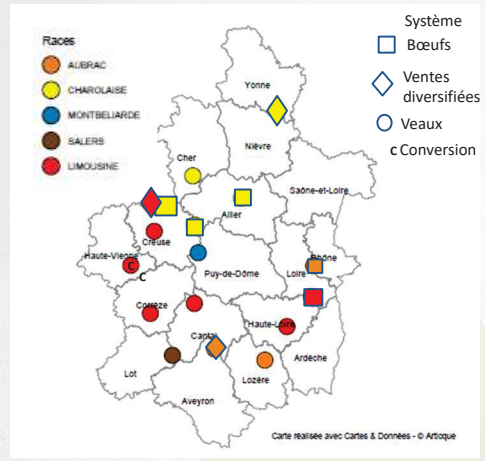 Races
AUBRAC
CHAROLAISE
MONTBELIARDE
SALERS
LIMOUSINE
Système
Bœufs
Ventes
diversifiées
Veaux
c Conversion
Yonne
Nièvre
Cher
Saône-et-Loire
Allier
Creuse
Haute-Vienne
C
C
Puy-de-Dôme
Loire
Rhône
Corrèze
Cantal
Haute-Loire
Ardèche
Lot
Lozère
Aveyron
Carte réalisée avec Cartes & Données - © Artique